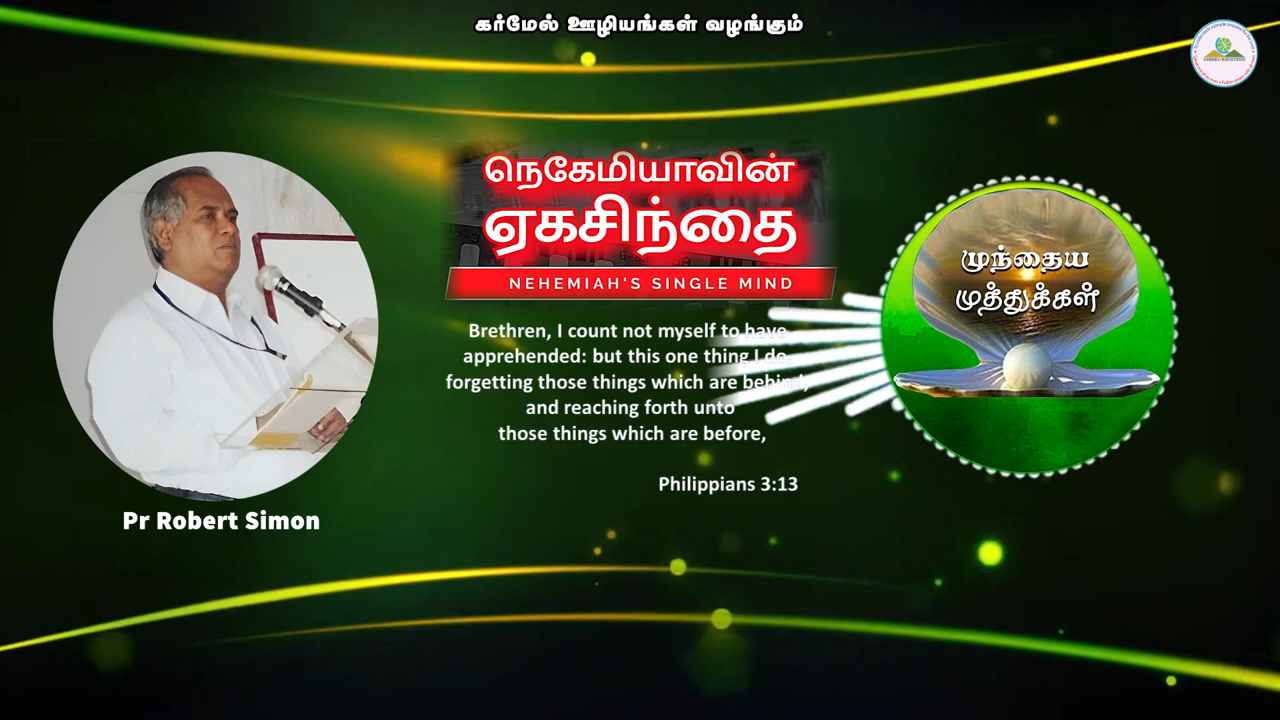 கர்மேல் ஊழியங்கள் வழங்கும்
நெகேமியாவின்
ஏகசிந்தை
NEHEMIAH'S SINGLE MIND
Brethren, I count not myself to have
apprehended: but this one thing I do,
forgetting those things which are behind,
and reaching forth unto
those things which are before,
Philippians 3:13
Pr Robert Simon
முந்தைய
முத்துக்கள்
CARMEL MINISTRIES